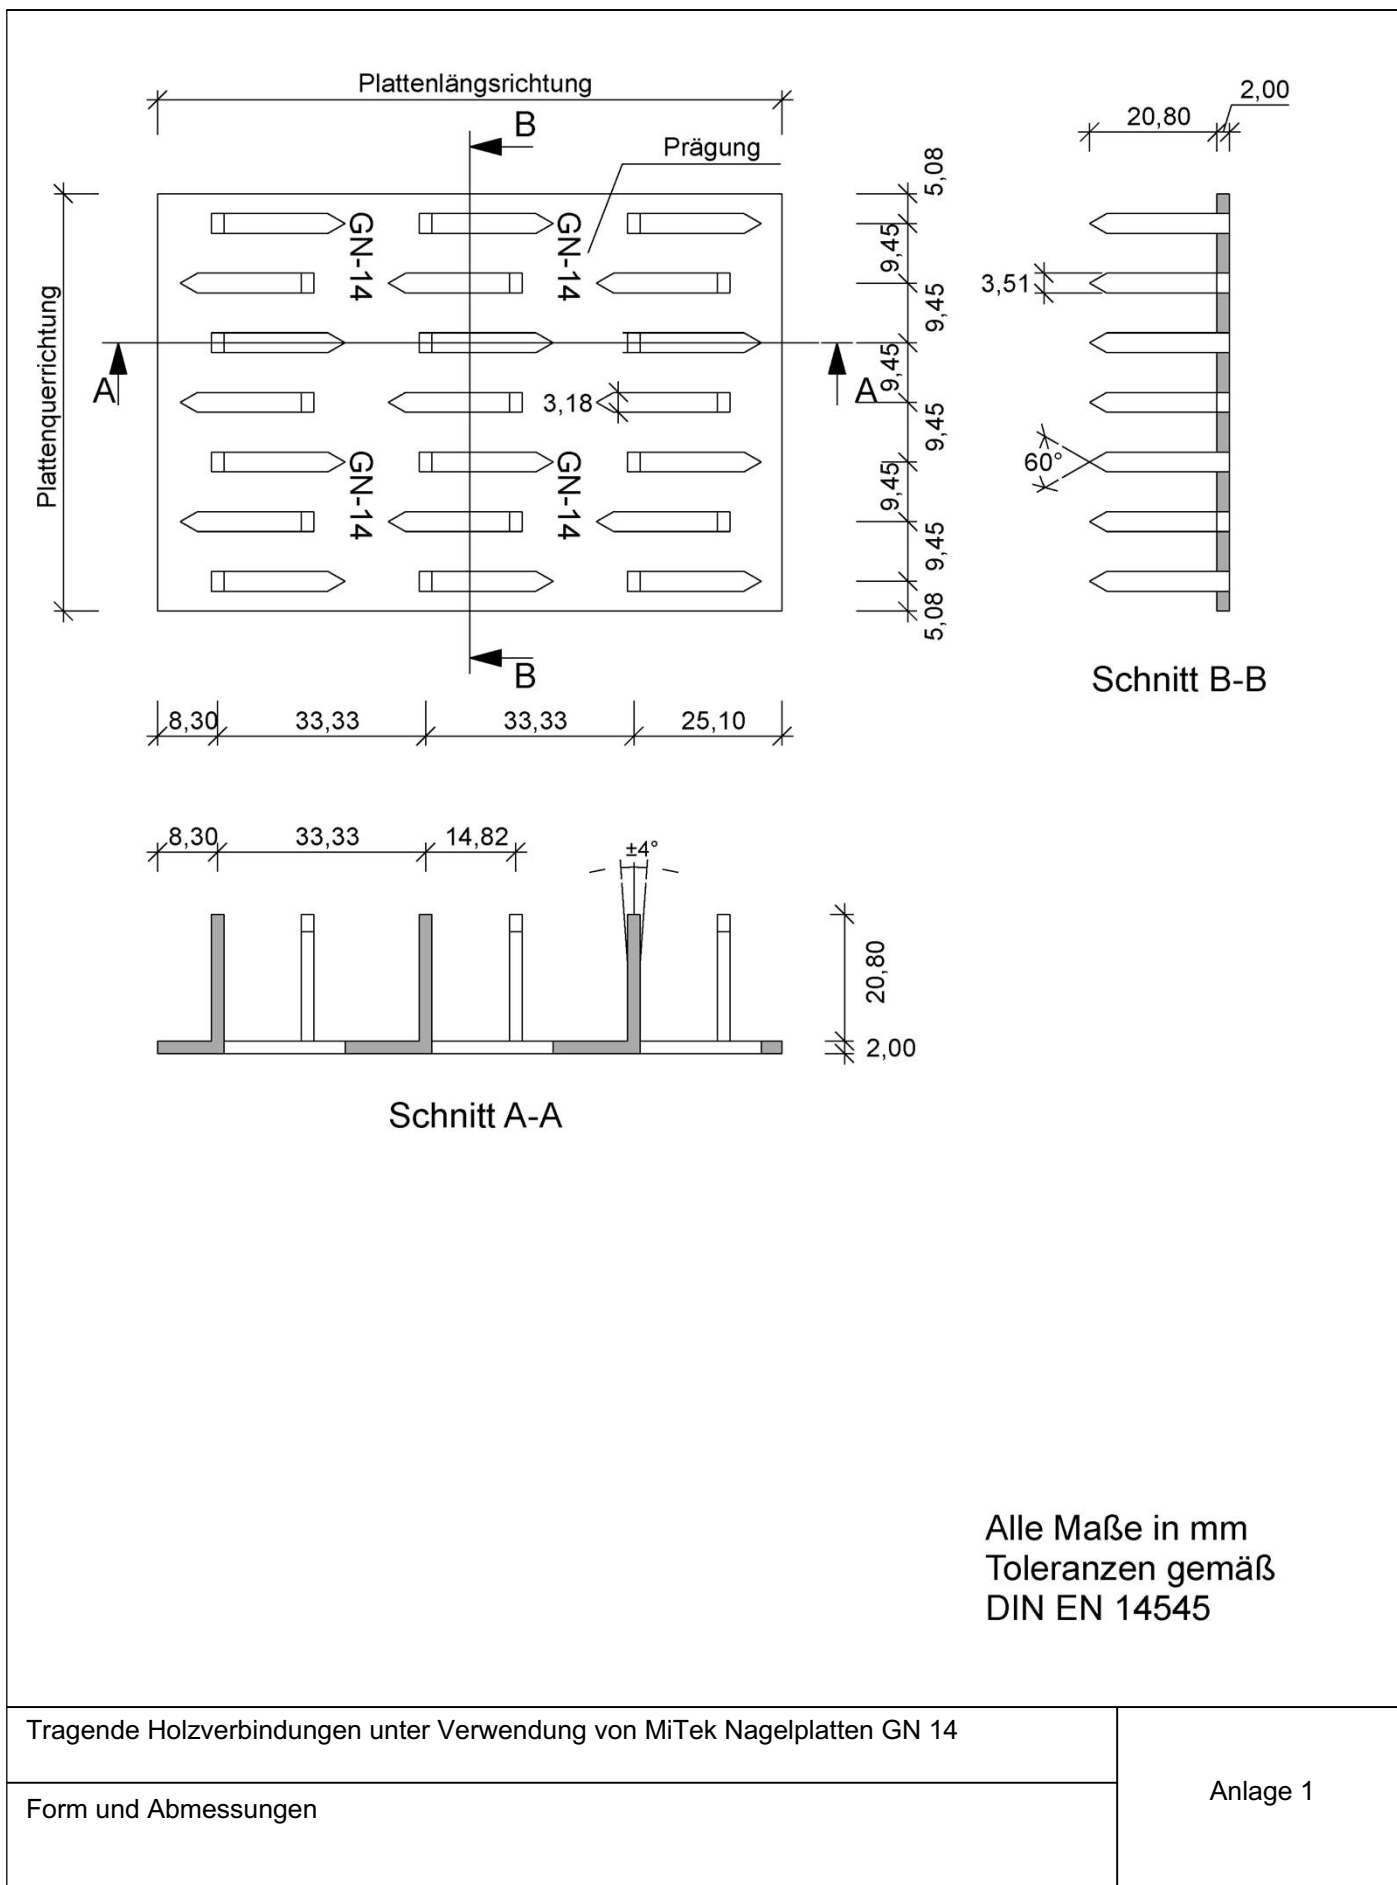 Plattenlängsrichtung
B
Prägung
20,80
2,00
5,08
GN-14
GN-14
9,45
9,45
3,51
Plattenquerrichtung
A
A
9,45
3,18
9,45
GN-14
GN-14
9,45
60°
9,45
5,08
B
Schnitt B-B
8,30
33,33
33,33
25,10
8,30
33,33
14,82
±4°
20,80
2,00
Schnitt A-A
Alle Maße in mm
Toleranzen gemäß
DIN EN 14545
Tragende Holzverbindungen unter Verwendung von MiTek Nagelplatten GN 14
Form und Abmessungen
Anlage 1